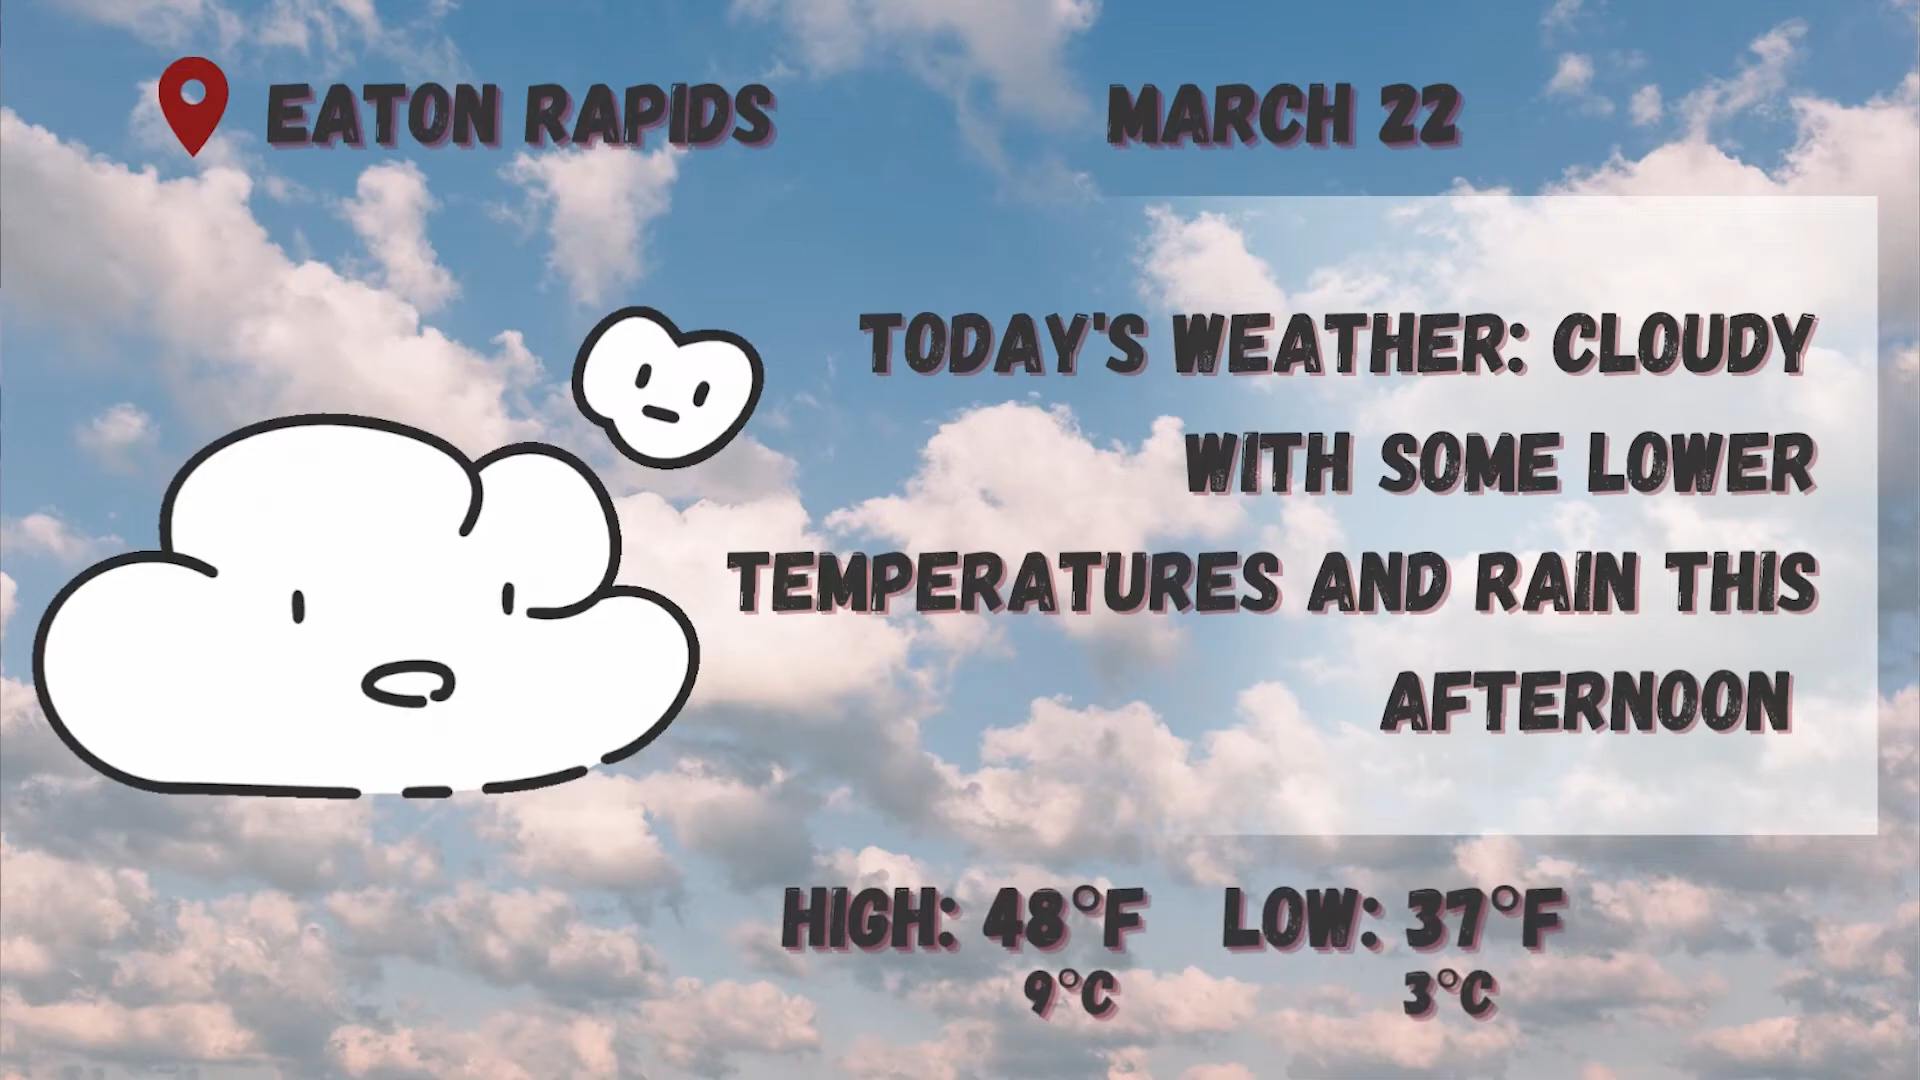 EATON RAPIDS
MARCH 22
TODAY'S WEATHER: CLOUDY
WITH SOME LOWER
TEMPERATURES AND RAIN THIS
AFTERNOON
HIGH: 48°F LOW: 37°F
9°C 3°C